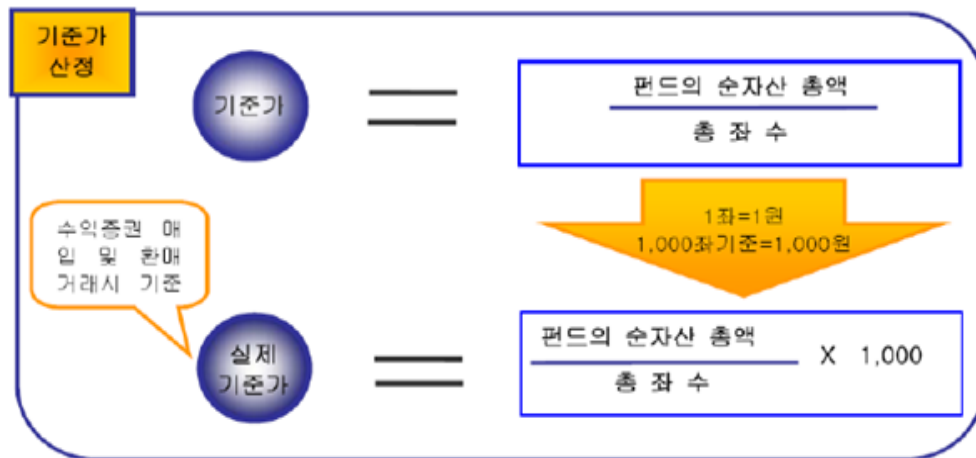 기준가
산정
기준가
펀드의 순자산 총액
총 좌 수
1좌=1원
1,000좌기준=1,000원
수익증권 매
입 및 환매
거래시 기준
실제
기준가
펀드의 순자산 총액
총 좌 수
X 1,000